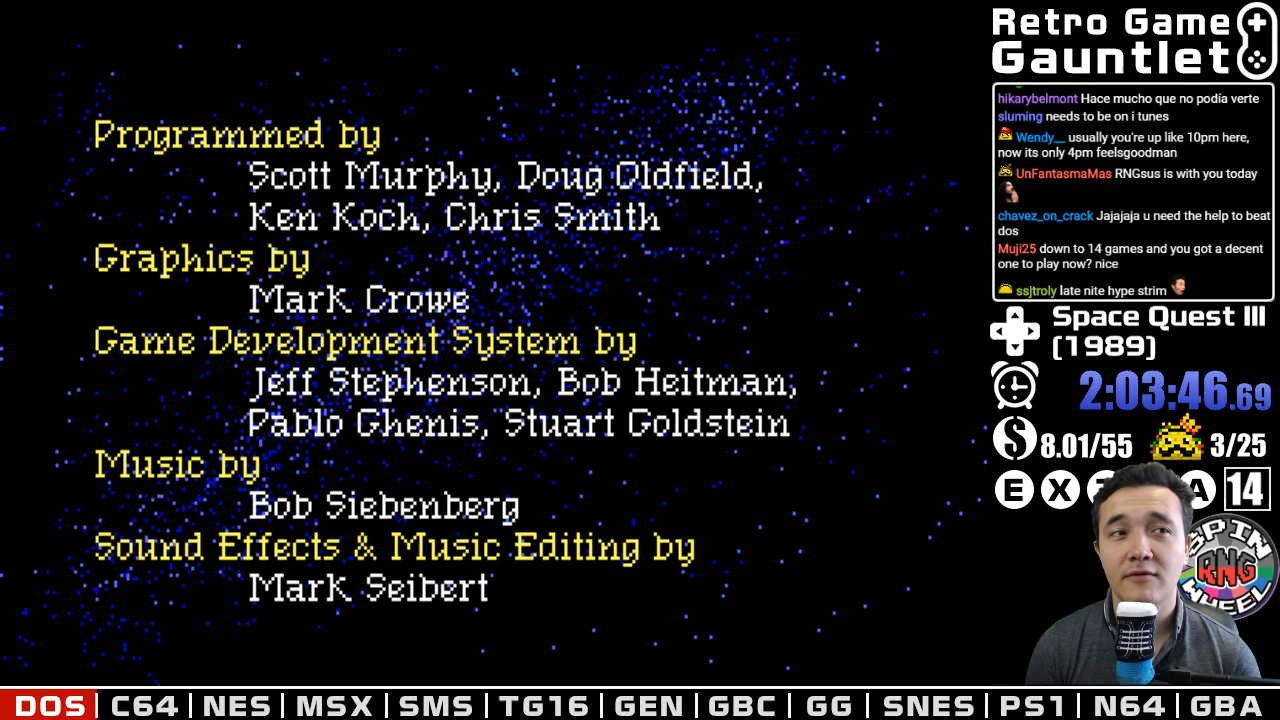 Programmed by
Scott Murphy, Doug Oldfield,
Ken Koch, Chris Smith
Graphics by
Mark Crowe
Game Development System by
Jeff Stephenson, Bob Heitman,
Pablo Ghenis, Stuart Goldstein
Music by
Bob Siebenberg
Sound Effects & Music Editing by
Mark Seibert
Retro Game
Gauntlet
hikarybelmont Hace mucho que no podía verte
sluming needs to be on i tunes
Wendy__ usually you're up like 10pm here,
now its only 4pm feelsgoodman
UnFantasmaMas RNGsus is with you today
chavez_on_crack Jajajaja u need the help to beat
dos
Muji25 down to 14 games and you got a decent
one to play now? nice
ssjtroly late nite hype strim
Space Quest III
(1989)
2:03:46.69
$ 8.01/55 3/25
E X A 14
SPIN
RNG
WHEEL
DOS | C64 | NES | MSX | SMS | TG16 | GEN | GBC | GG | SNES | PS1 | N64 | GBA